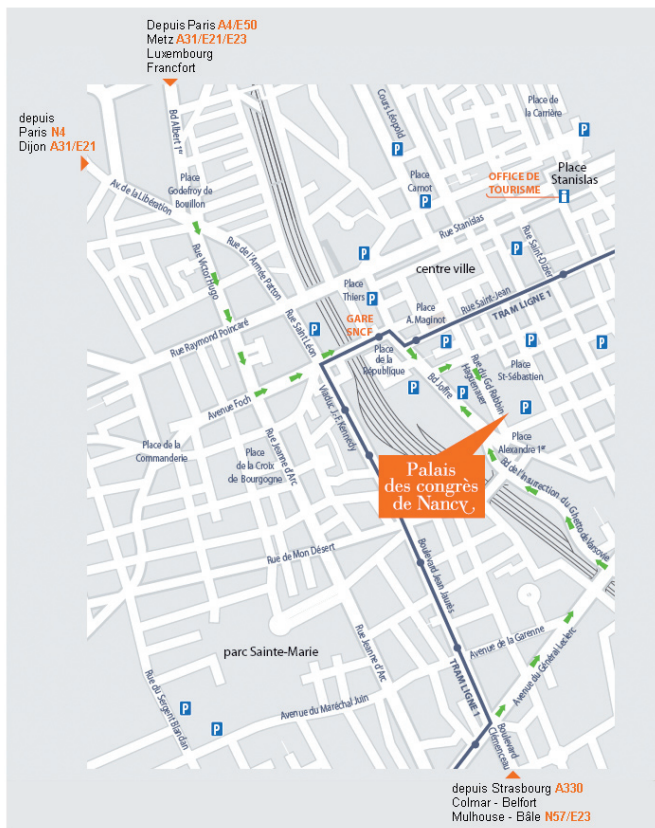 Depuis Paris A4/E50
Metz A31/E21/E23
Luxembourg
Francfort
depuis
Paris N4
Dijon A31/E21
Bd Albert 1er
Cours Léopold
Place de
la Carrière
P
Place
Stanislas
OFFICE DE
TOURISME
i
Place
Carnot
P
P
Place
Godefroy de
Bouillon
Av. de la Libération
Rue Stanislas
Rue Saint-Dizier
Rue de l'Armée Patton
Rue Victor Hugo
P
centre ville
P
Place
Thiers
P
Rue Saint-Jean
TRAM LIGNE 1
Place
A. Maginot
GARE
SNCF
P
Rue Saint Léon
Rue Raymond Poincaré
P
P
P
Place
de la
République
Place
St-Sébastien
Rue du Gd Rabbin
Haguenauer
Bd Joffre
P
P
P
Avenue Foch
Viaduc J-F. Kennedy
Place de la
Commanderie
Place
de la Croix
de Bourgogne
Rue Jeanne d'Arc
Place
Alexandre 1er
Palais
des congrès
de Nancy
Bd de l'Insurrection du Ghetto de Varsovie
Rue de Mon Désert
Boulevard Jean Jaurès
Avenue de la Garenne
Avenue du Général Leclerc
parc Sainte-Marie
Rue Jeanne d'Arc
TRAM LIGNE 1
Rue du Sergent Blandan
P
P
Avenue du Maréchal Juin
Boulevard
Clémenceau
depuis Strasbourg A330
Colmar - Belfort
Mulhouse - Bâle N57/E23